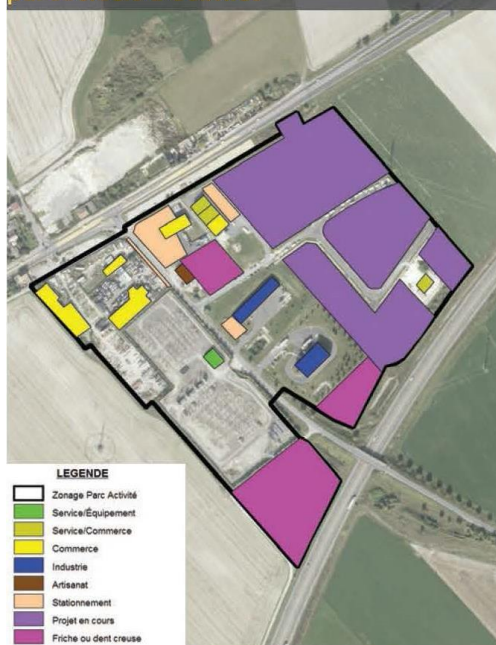 LEGENDE
Zonage Parc Activité
Service/Équipement
Service/Commerce
Commerce
Industrie
Artisanat
Stationnement
Projet en cours
Friche ou dent creuse